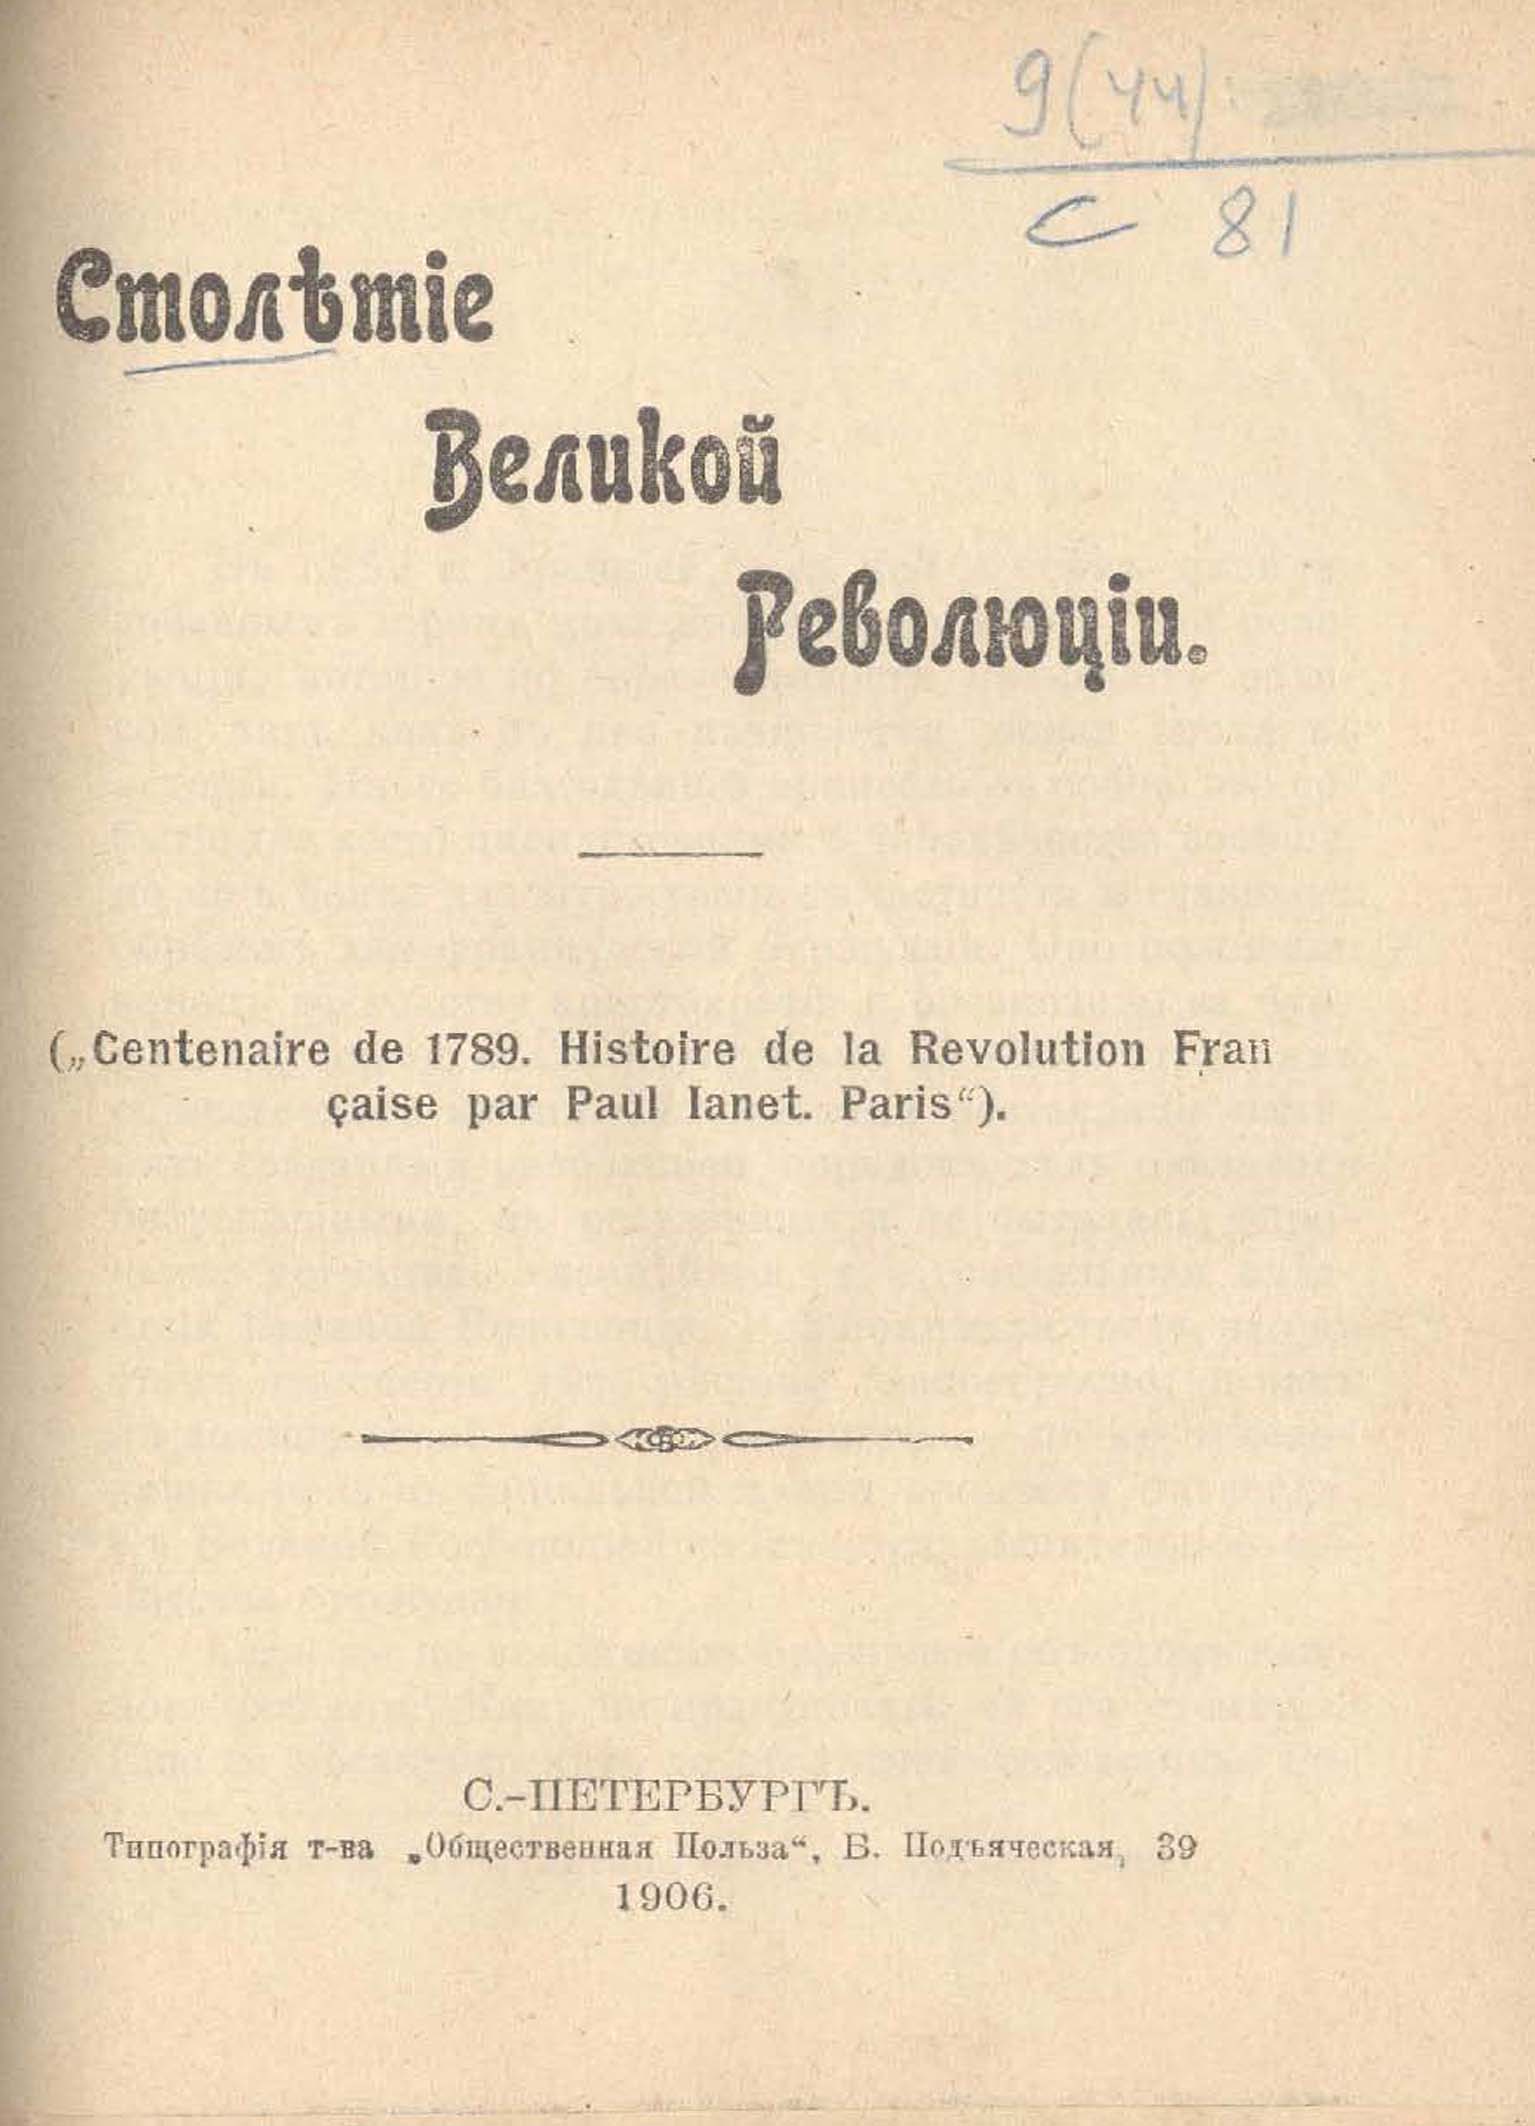 9(44)
С 81
Столѣтіе
Великой
Революціи.
(„Centenaire de 1789. Histoire de la Revolution Fran
çaise par Paul Ianet. Paris“).
С.-ПЕТЕРБУРГЪ.
Типографія т-ва „Общественная Польза“, Б. Подъяческая, 39
1906.